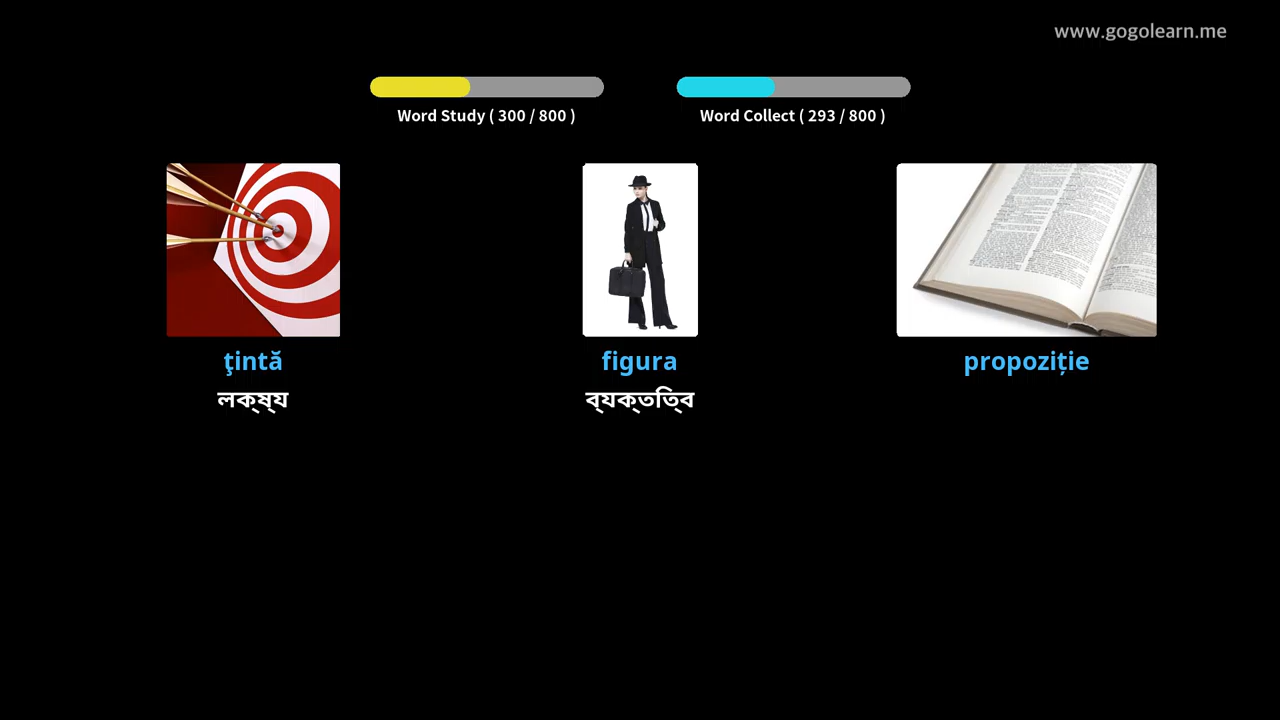 www.gogolearn.me
Word Study ( 300 / 800 )
Word Collect ( 293 / 800 )
ţintă
figura
propoziție
লক্ষ্য
ব্যক্তিত্ব